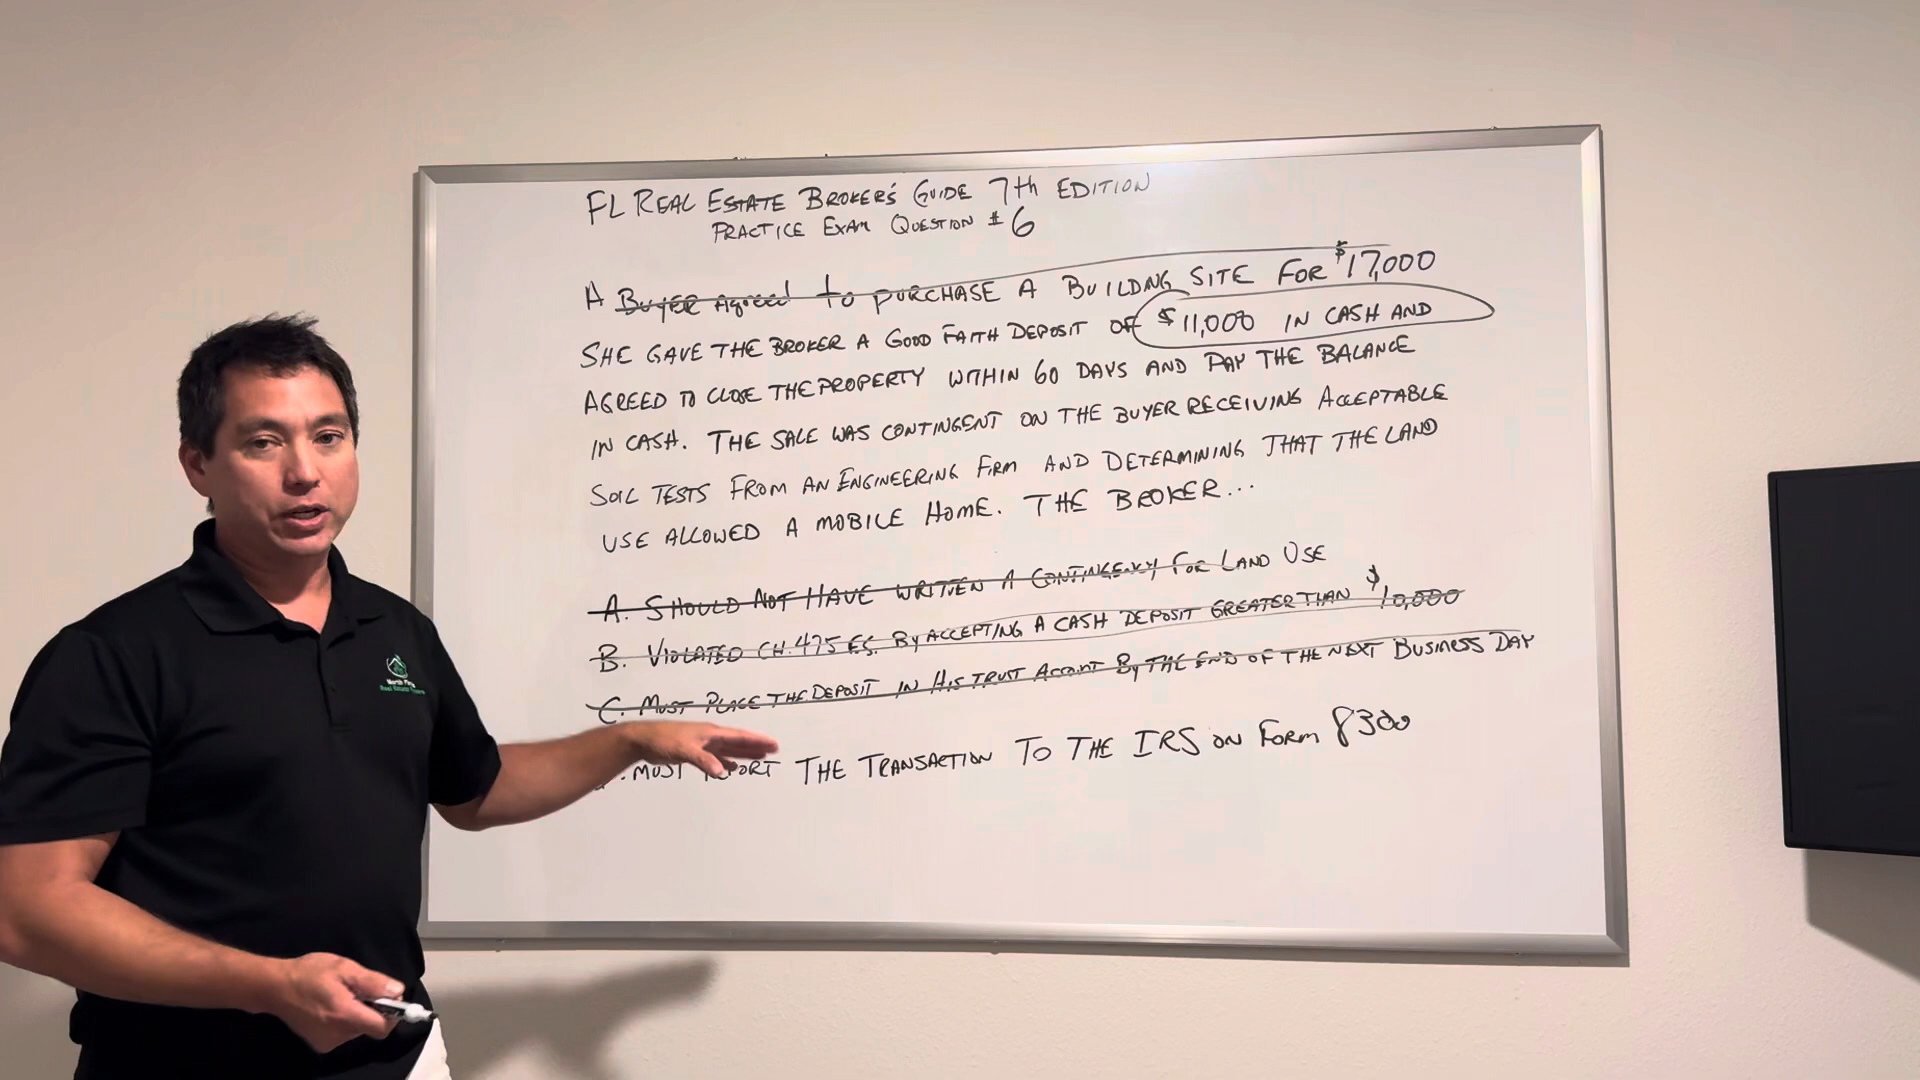 FL REAL ESTATE BROKER'S GUIDE 7th EDITION
PRACTICE EXAM QUESTION #6
A BUYER AgreeD to PURCHASE A BUILDING SITE FOR $17,000
SHE GAVE THE BROKER A GOOD FAITH DEPOSIT OF $11,000 IN CASH AND
AGREED TO CLOSE THE PROPERTY WITHIN 60 DAYS AND PAY THE BALANCE
IN CASH. THE SALE WAS CONTINGENT ON THE BUYER RECEIVING ACCEPTABLE
SOIL TESTS FROM AN ENGINEERING FIRM AND DETERMINING THAT THE LAND
USE ALLOWED A MOBILE HOME. THE BROKER...
A. SHOULD NOT HAVE WRITTEN A CONTINGENCY FOR LAND USE
B. VIOLATED CH. 475 F.S. By ACCEPTING A CASH DEPOSIT GREATER THAN $10,000
C. MUST PLACE THE DEPOSIT IN HIS TRUST ACCOUNT By THE END OF THE NEXT BUSINESS DAY
. MUST REPORT THE TRANSACTION TO THE IRS ON FORM 8300
Real Estate